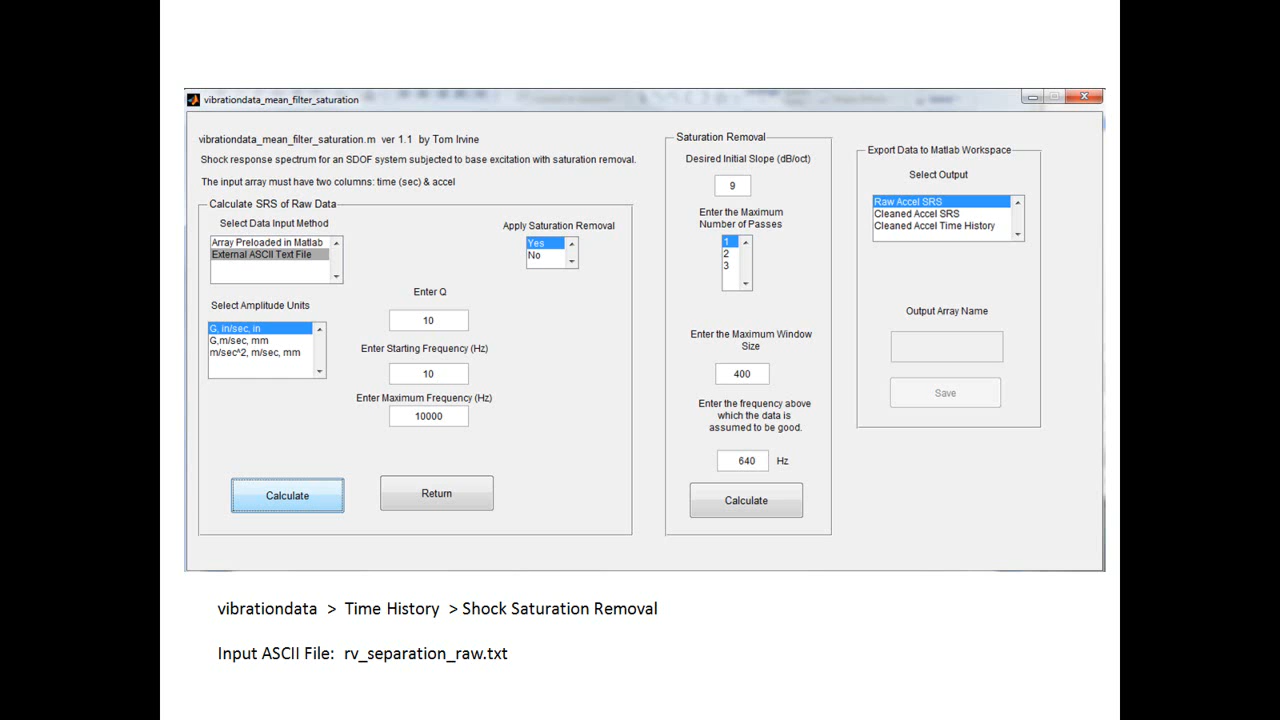 vibrationdata_mean_filter_saturation
vibrationdata_mean_filter_saturation.m ver 1.1 by Tom Irvine
Shock response spectrum for an SDOF system subjected to base excitation with saturation removal.
The input array must have two columns: time (sec) & accel
Calculate SRS of Raw Data
Select Data Input Method
Array Preloaded in Matlab
External ASCII Text File
Apply Saturation Removal
Yes
No
Select Amplitude Units
G, in/sec, in
G,m/sec, mm
m/sec^2, m/sec, mm
Enter Q
10
Enter Starting Frequency (Hz)
10
Enter Maximum Frequency (Hz)
10000
Calculate
Return
Saturation Removal
Desired Initial Slope (dB/oct)
9
Enter the Maximum
Number of Passes
1
2
3
Enter the Maximum Window
Size
400
Enter the frequency above
which the data is
assumed to be good.
640 Hz
Calculate
Export Data to Matlab Workspace
Select Output
Raw Accel SRS
Cleaned Accel SRS
Cleaned Accel Time History
Output Array Name
Save
vibrationdata > Time History > Shock Saturation Removal
Input ASCII File: rv_separation_raw.txt